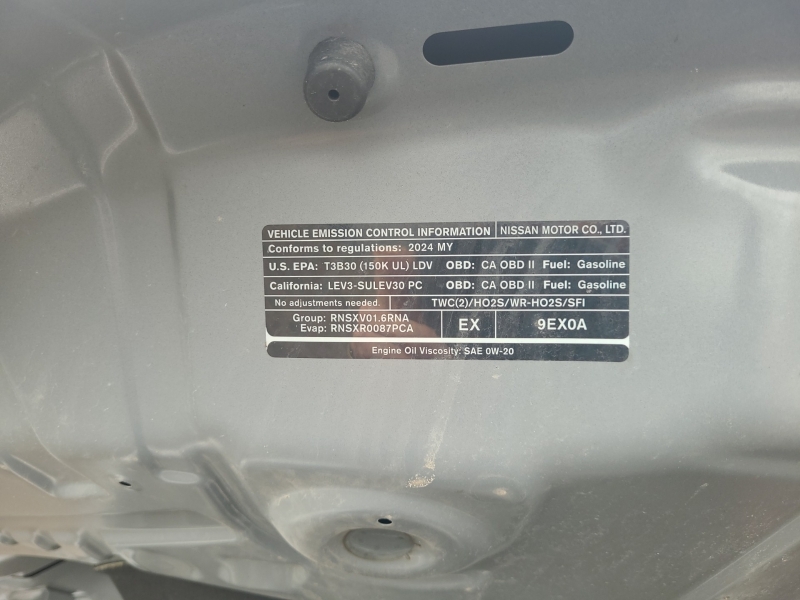 VEHICLE EMISSION CONTROL INFORMATION NISSAN MOTOR CO., LTD.
Conforms to regulations: 2024 MY
U.S. EPA: T3B30 (150K UL) LDV OBD: CA OBD II Fuel: Gasoline
California: LEV3-SULEV30 PC OBD: CA OBD II Fuel: Gasoline
No adjustments needed. TWC(2)/HO2S/WR-HO2S/SFI
Group: RNSXV01.6RNA
Evap: RNSXR0087PCA
EX 9EX0A
Engine Oil Viscosity: SAE 0W-20